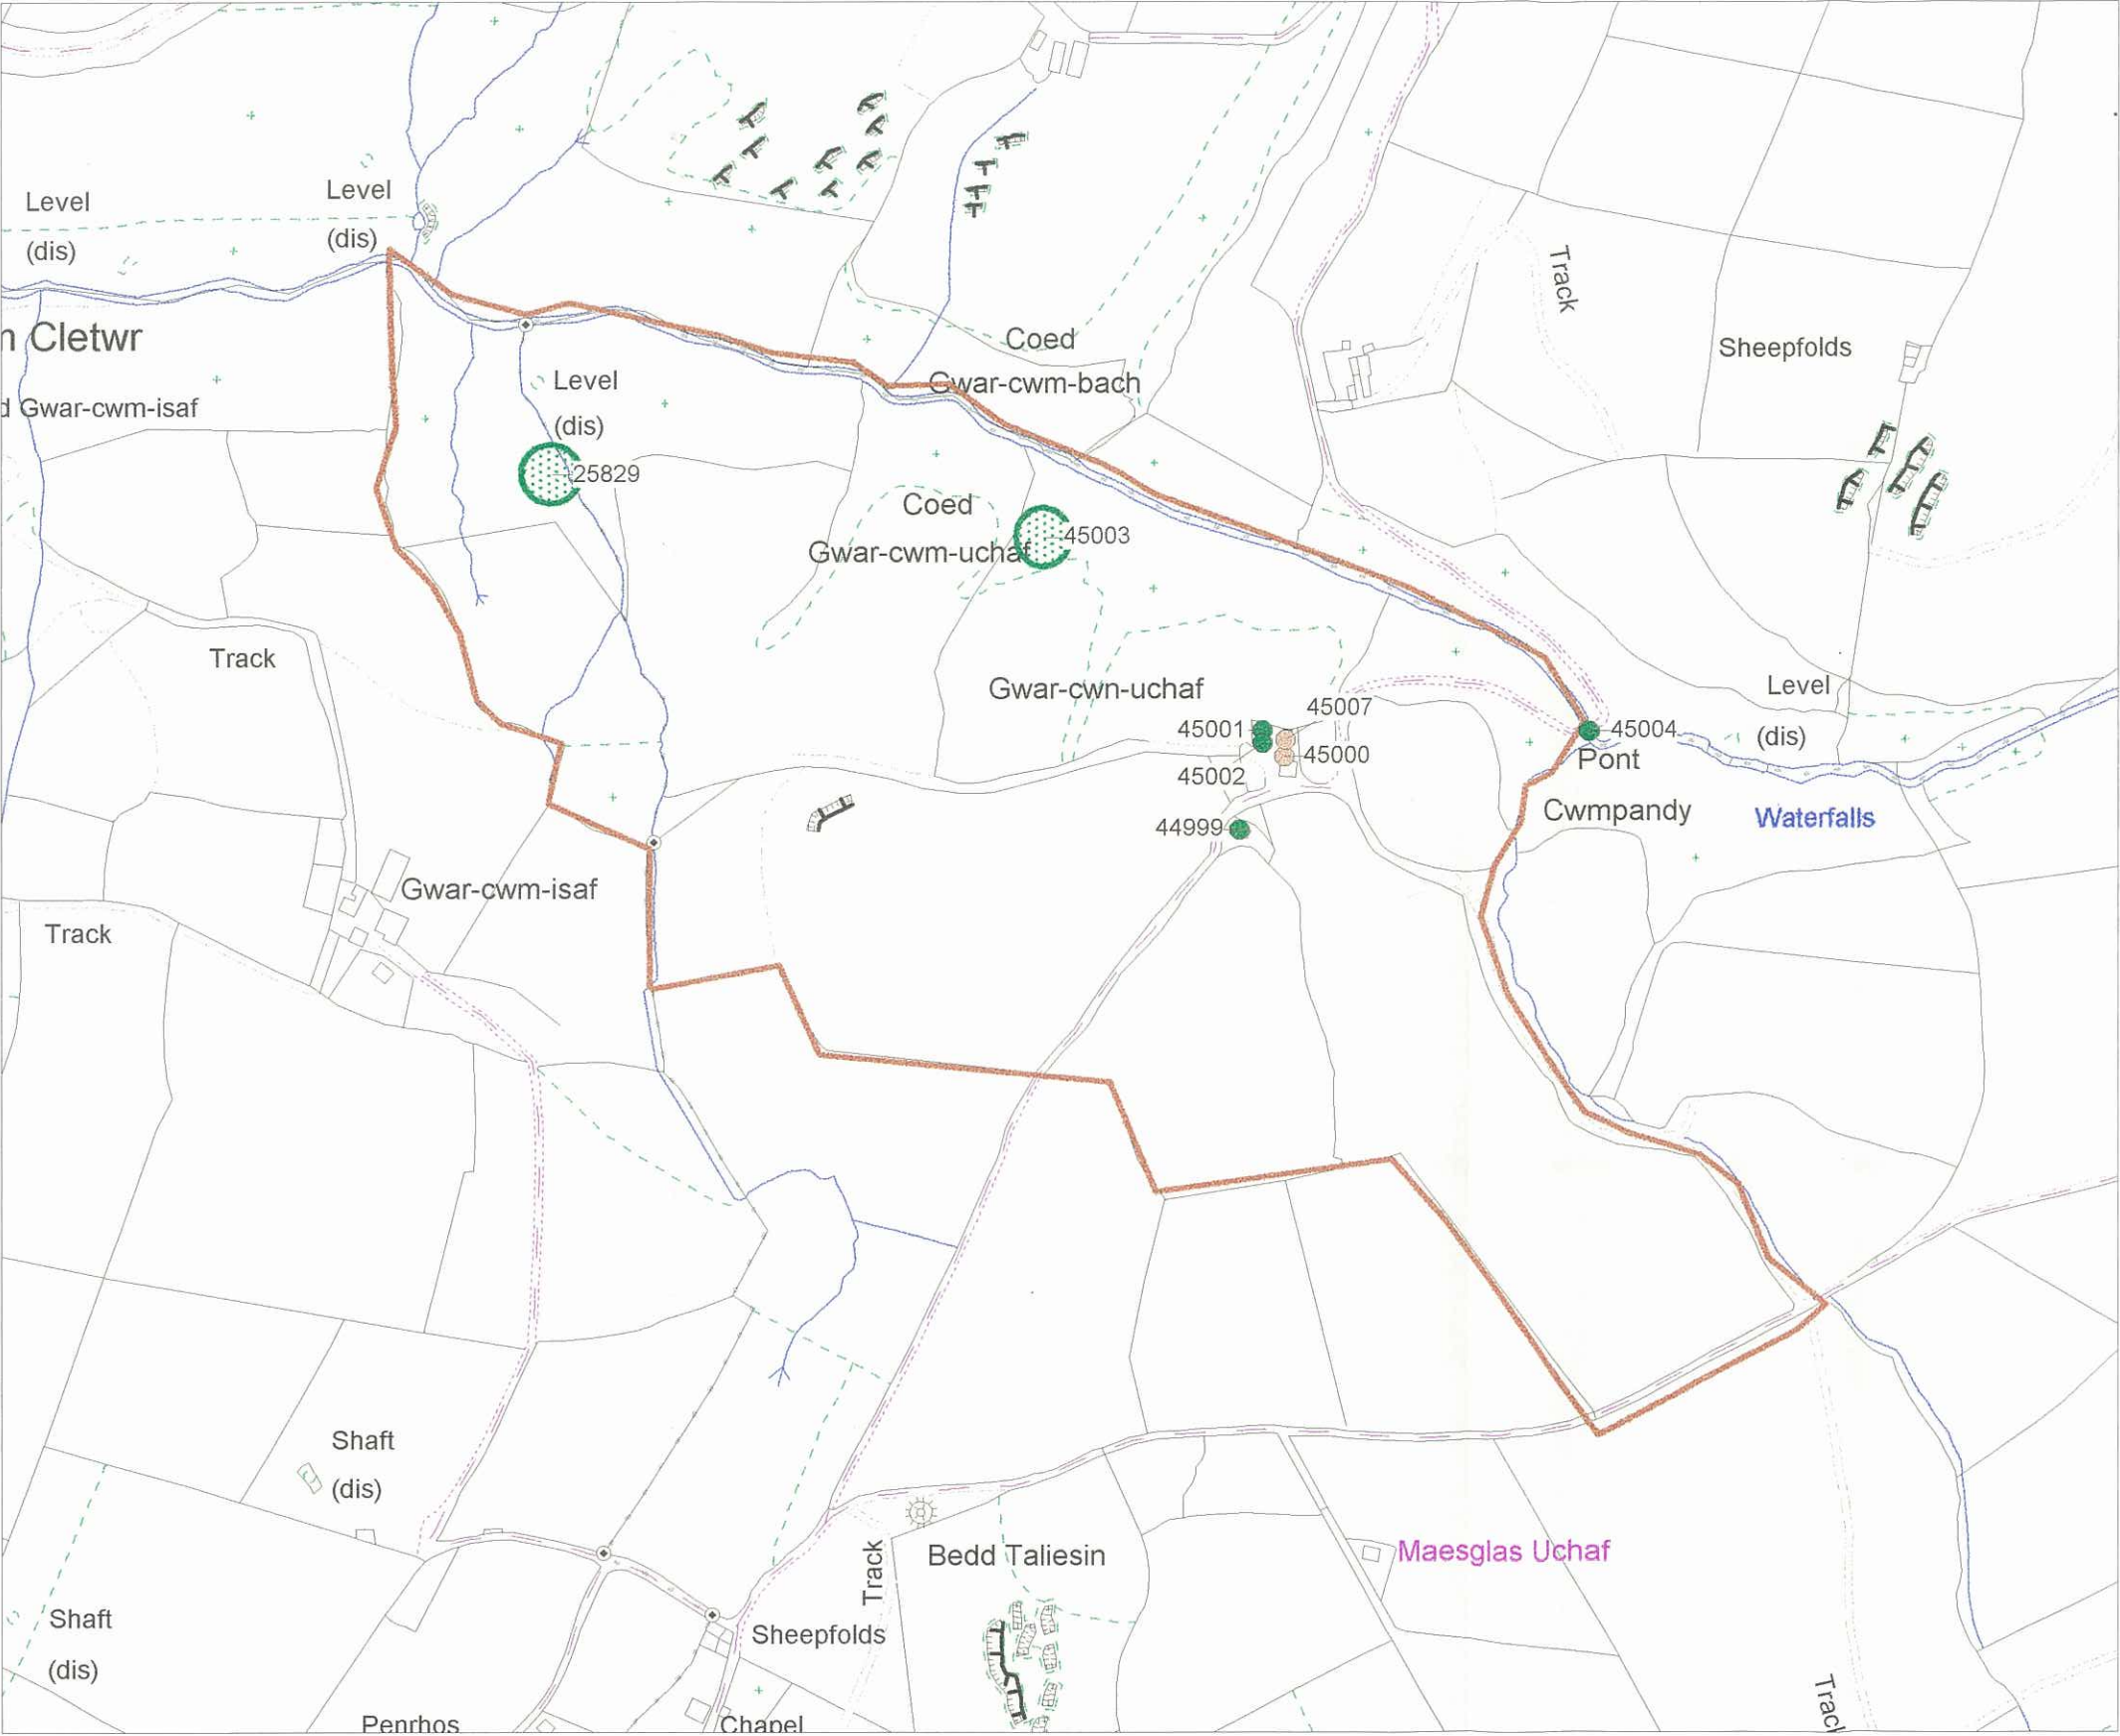 Level
(dis)
Level
(dis)
Track
Coed
Gwar-cwm-bach
Sheepfolds
n Cletwr
d Gwar-cwm-isaf
Level
(dis)
25829
Coed
Gwar-cwm-uchaf
45003
Track
Gwar-cwn-uchaf
45007
45001
45000
45002
44999
45004
Pont
Cwmpandy
Level
(dis)
Waterfalls
Gwar-cwm-isaf
Track
Shaft
(dis)
Shaft
(dis)
Track
Bedd Taliesin
Maesglas Uchaf
Sheepfolds
Penrhos
Chapel
Track